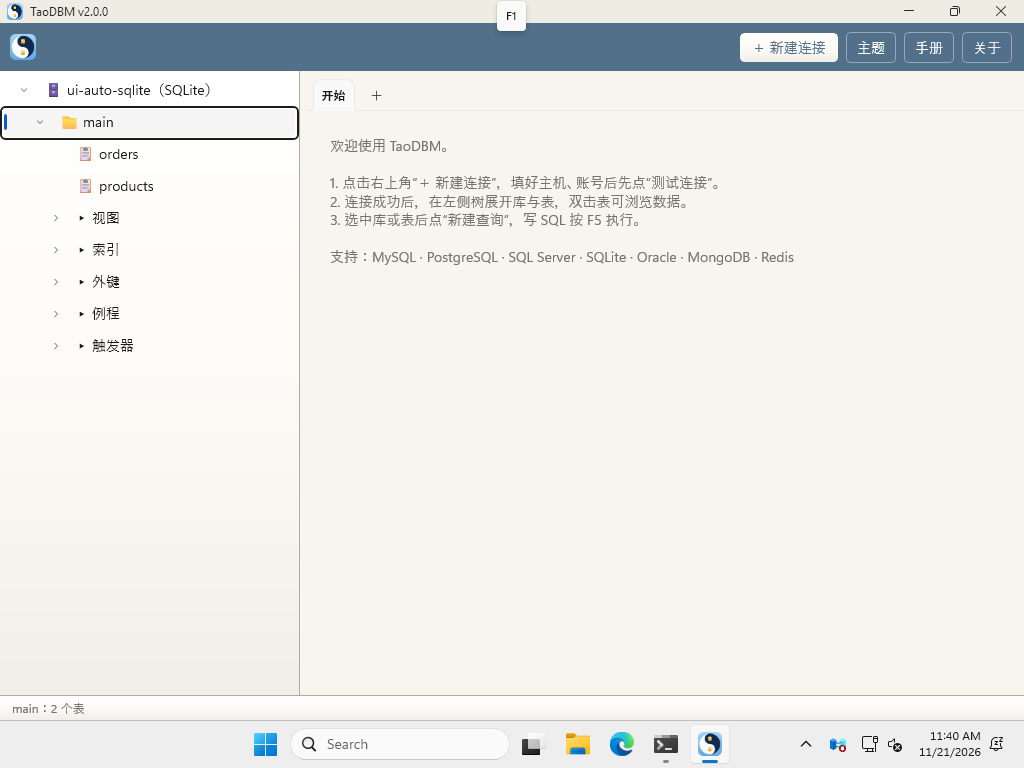 TaoDBM v2.0.0
F1
＋ 新建连接
主题
手册
关于
ui-auto-sqlite（SQLite）
main
orders
products
视图
索引
外键
例程
触发器
开始
欢迎使用 TaoDBM。
1. 点击右上角“＋ 新建连接”，填好主机、账号后先点“测试连接”。
2. 连接成功后，在左侧树展开库与表，双击表可浏览数据。
3. 选中库或表后点“新建查询”，写 SQL 按 F5 执行。
支持：MySQL · PostgreSQL · SQL Server · SQLite · Oracle · MongoDB · Redis
main：2 个表
Search
11:40 AM
11/21/2026